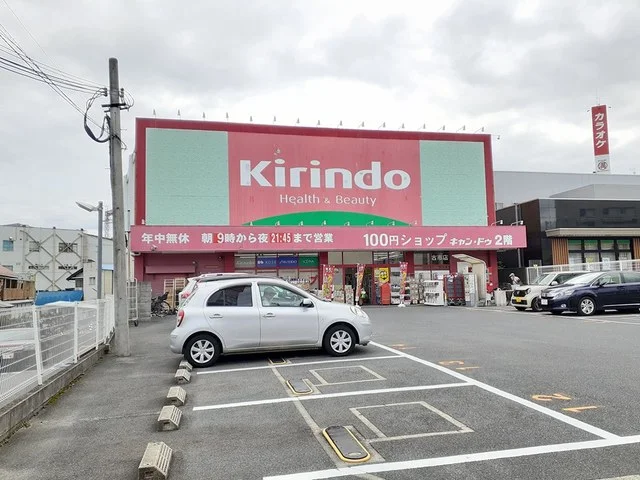 Kirindo
Health & Beauty
年中無休 朝9時から夜21:45まで営業
100円ショップ キャン・ドゥ 2階
カラオケ